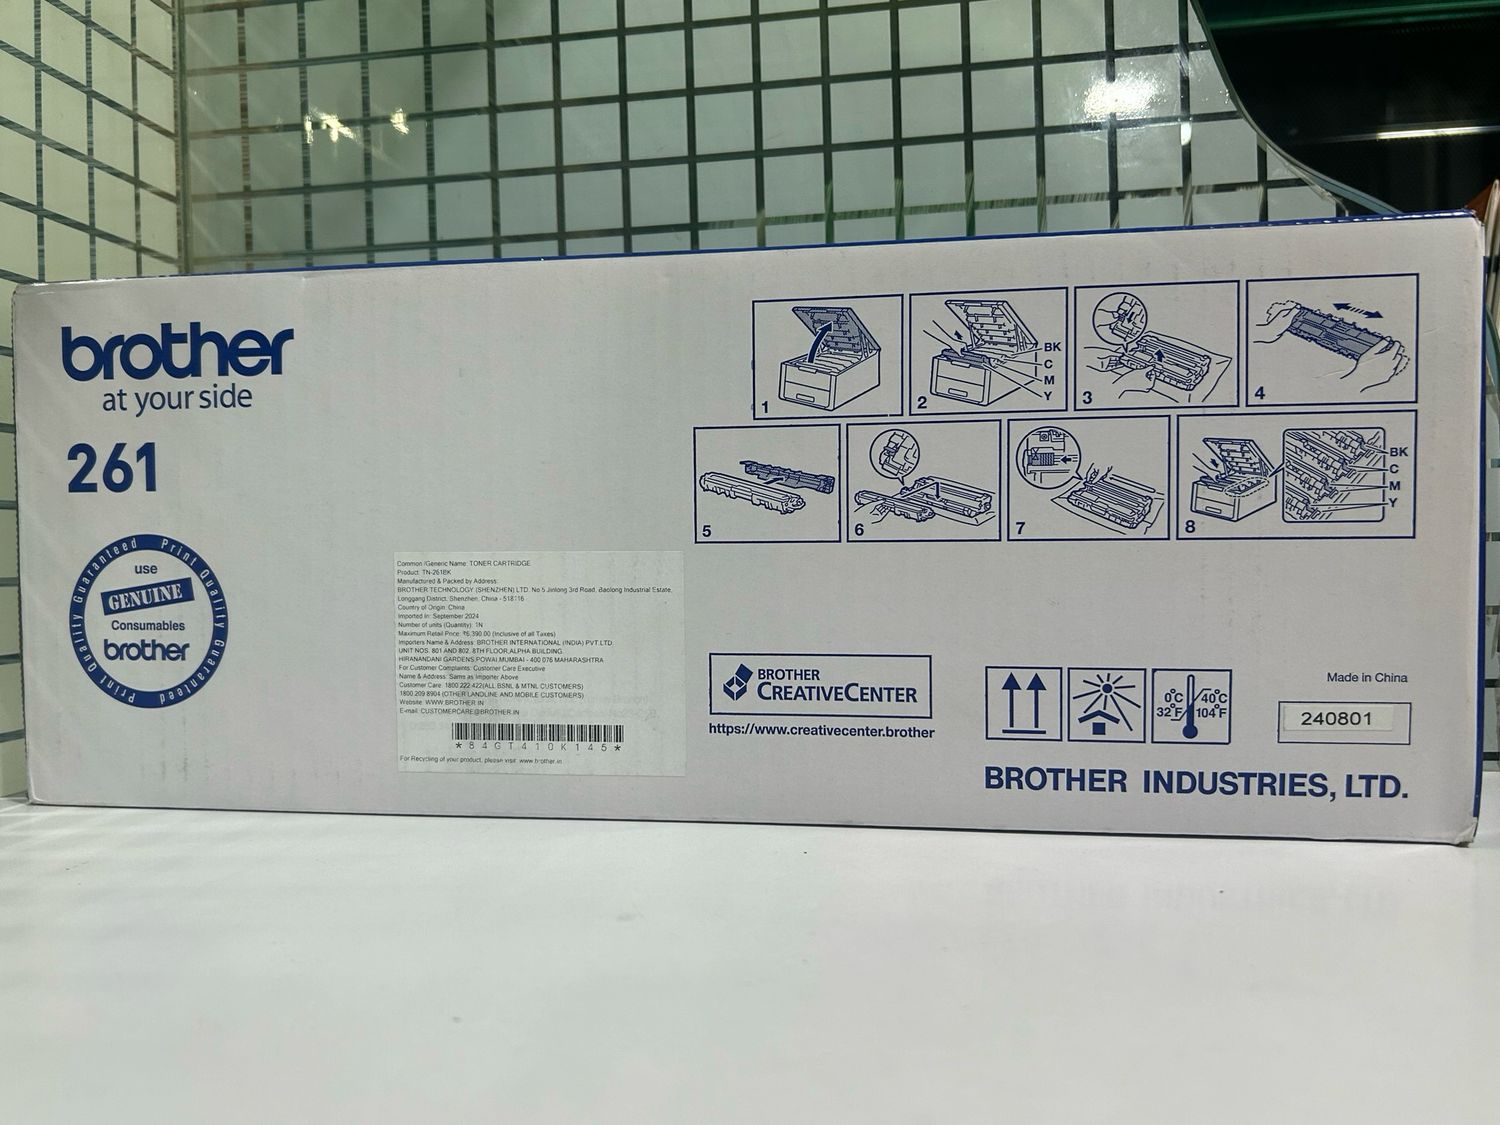 brother
at your side
261
Print Quality Guaranteed Print Quality Guaranteed
use
GENUINE
Consumables
brother
Common /Generic Name: TONER CARTRIDGE
Product: TN-261BK
Manufactured & Packed by Address:
BROTHER TECHNOLOGY (SHENZHEN) LTD. No 5 Jinlong 3rd Road, Baolong Industrial Estate,
Longgang District, Shenzhen, China - 518116
Country of Origin: China
Imported In: September 2024
Number of units (Quantity): 1N
Maximum Retail Price: ₹6,390.00 (Inclusive of all Taxes)
Importers Name & Address: BROTHER INTERNATIONAL (INDIA) PVT.LTD.
UNIT NOS. 801 AND 802, 8TH FLOOR,ALPHA BUILDING
HIRANANDANI GARDENS,POWAI,MUMBAI - 400 076 MAHARASHTRA
For Customer Complaints: Customer Care Executive
Name & Address: Same as Importer Above
Customer Care: 1800 222 422(ALL BSNL & MTNL CUSTOMERS)
1800 209 8904 (OTHER LANDLINE AND MOBILE CUSTOMERS)
Website: WWW.BROTHER.IN
E-mail: CUSTOMERCARE@BROTHER.IN
*84GT410K145*
For Recycling of your product, please visit: www.brother.in
1
2
BK
C
M
Y
3
4
5
6
7
8
BK
C
M
Y
BROTHER
CREATIVECENTER
https://www.creativecenter.brother
0°C
32°F
40°C
104°F
Made in China
240801
BROTHER INDUSTRIES, LTD.